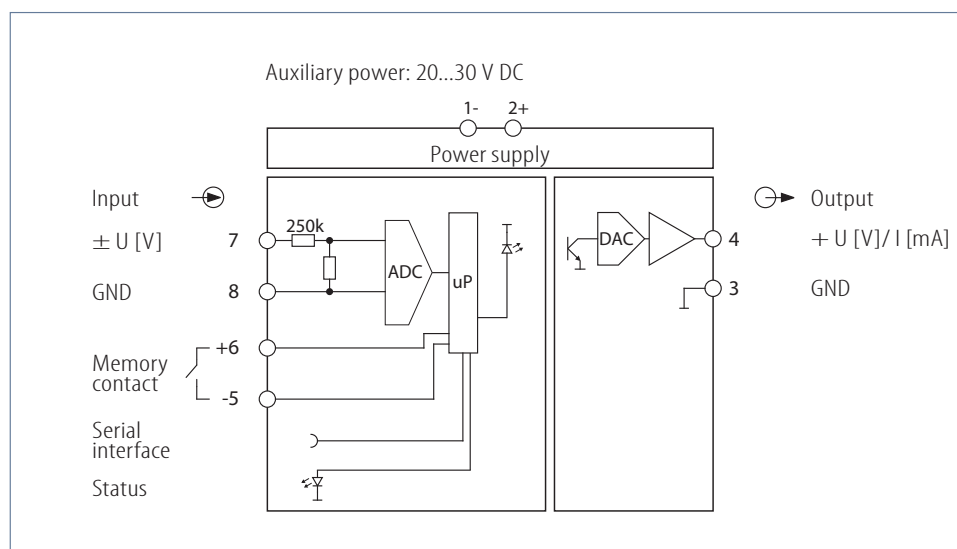 Auxiliary power: 20...30 V DC
1- 2+
Power supply
Input
Output
250k
± U [V] 7
ADC
uP
DAC
4 + U [V]/ I [mA]
GND 8
3 GND
+6
Memory
contact
-5
Serial
interface
Status